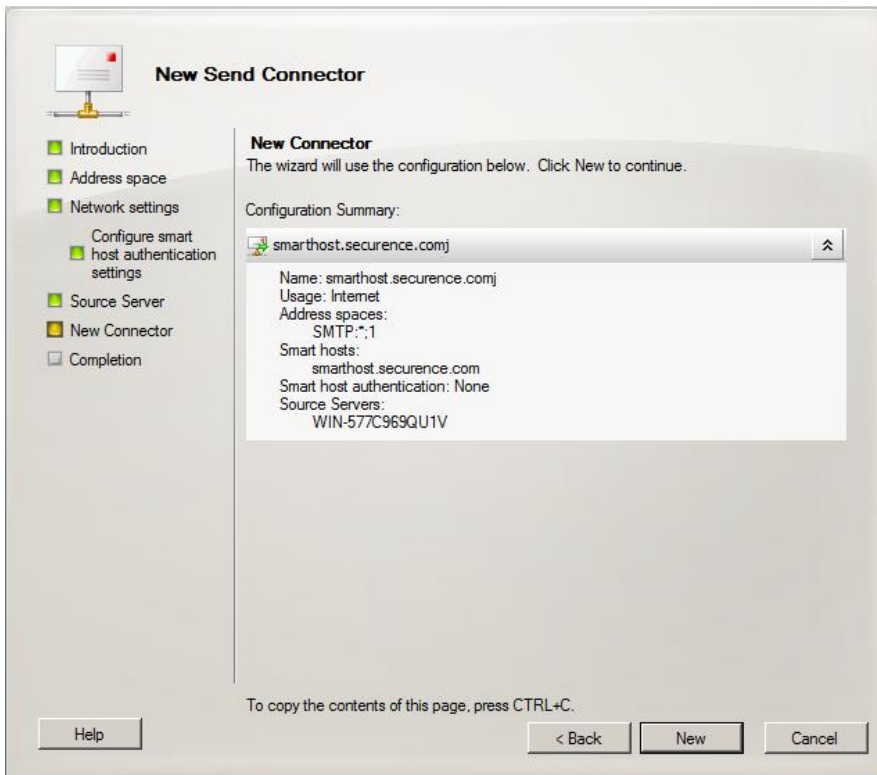 New Send Connector
Introduction
Address space
Network settings
Configure smart
host authentication
settings
Source Server
New Connector
Completion
New Connector
The wizard will use the configuration below. Click New to continue.
Configuration Summary:
smarthost.securence.comj
Name: smarthost.securence.comj
Usage: Internet
Address spaces:
SMTP:*;1
Smart hosts:
smarthost.securence.com
Smart host authentication: None
Source Servers:
WIN-577C969QU1V
To copy the contents of this page, press CTRL+C.
Help
< Back
New
Cancel